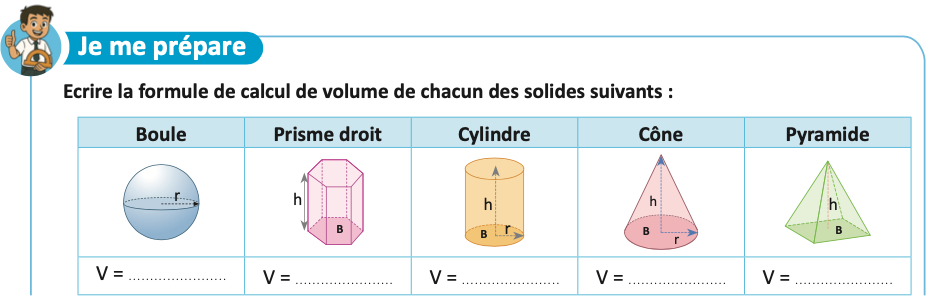 Je me prépare
Ecrire la formule de calcul de volume de chacun des solides suivants :
Boule Prisme droit Cylindre Cône Pyramide
r h B h B r h B r h B
V = ...................... V = ...................... V = ...................... V = ...................... V = ......................